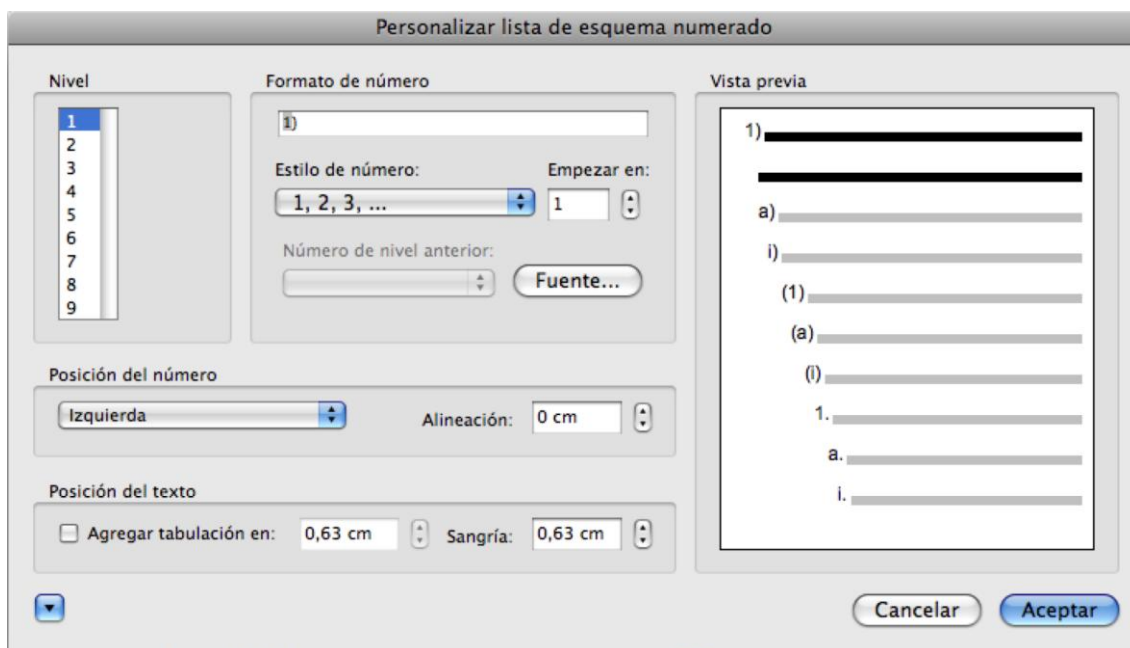 Personalizar lista de esquema numerado
Nivel
1
2
3
4
5
6
7
8
9
Formato de número
1)
Estilo de número:
1, 2, 3, ...
Empezar en:
1
Número de nivel anterior:
Fuente...
Posición del número
Izquierda
Alineación: 0 cm
Posición del texto
Agregar tabulación en: 0,63 cm Sangría: 0,63 cm
Vista previa
1)
a)
i)
(1)
(a)
(i)
1.
a.
i.
Cancelar
Aceptar